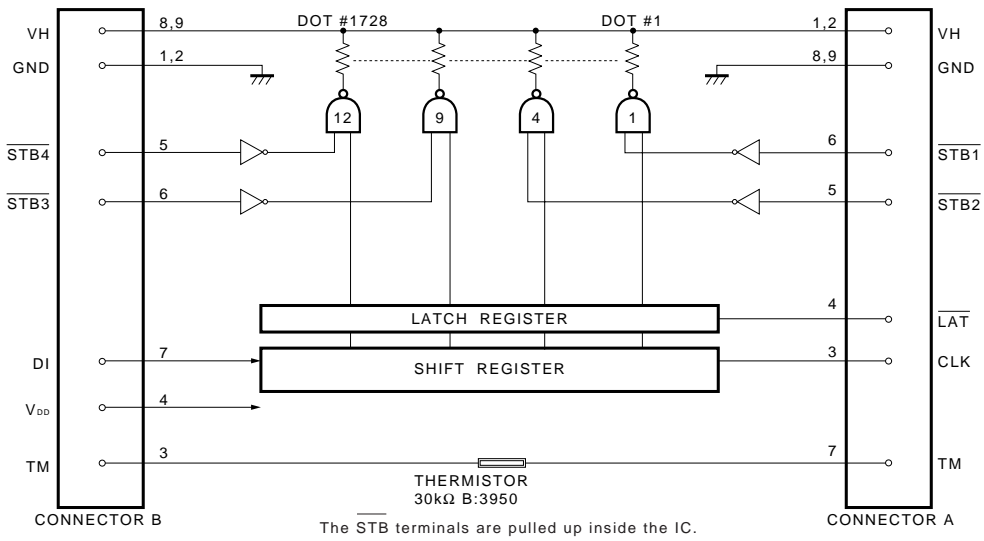 8,9 DOT #1728 DOT #1 1,2
VH VH
1,2 8,9
GND GND
12 9 4 1
5 6
STB4 STB1
6 5
STB3 STB2
4
LATCH REGISTER LAT
7 3
DI SHIFT REGISTER CLK
4
VDD
3 7
TM TM
THERMISTOR
30kΩ B:3950
CONNECTOR B CONNECTOR A
The STB terminals are pulled up inside the IC.